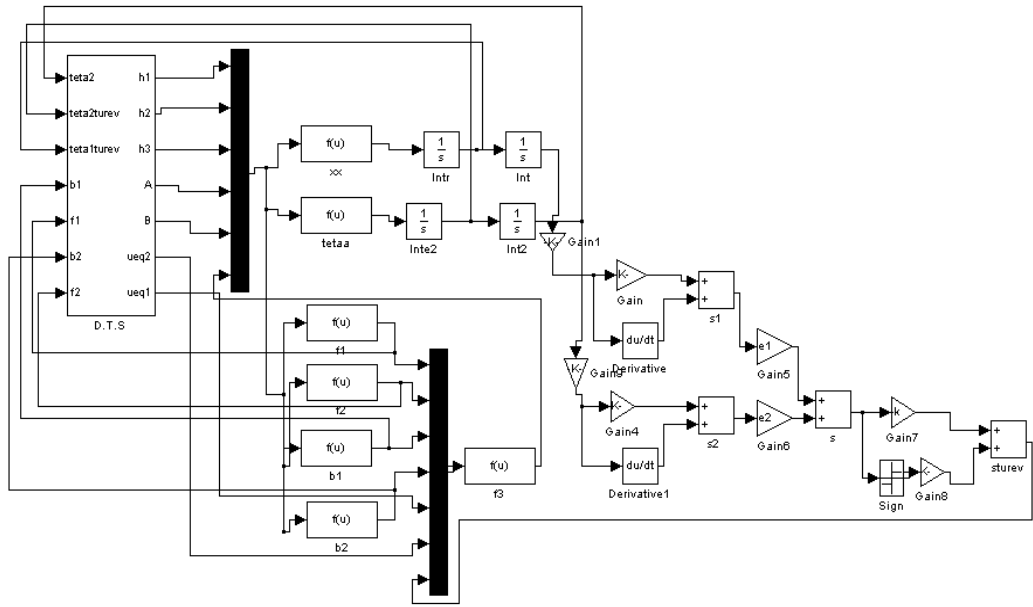 teta2
h1
teta2turev
h2
teta1turev
h3
b1
A
f1
B
b2
ueq2
f2
ueq1
D.T.S
f(u)
xx
1
s
Intr
1
s
Int
f(u)
tetaa
1
s
Inte2
1
s
Int2
-K-
Gain1
K-
Gain
+
+
s1
du/dt
Derivative
e1
Gain5
f(u)
f1
f(u)
f2
f(u)
b1
f(u)
b2
f(u)
f3
-K-
K-
Gain4
+
+
s2
du/dt
Derivative1
e2
Gain6
+
+
s
k
Gain7
Sign
K-
Gain8
+
+
sturev